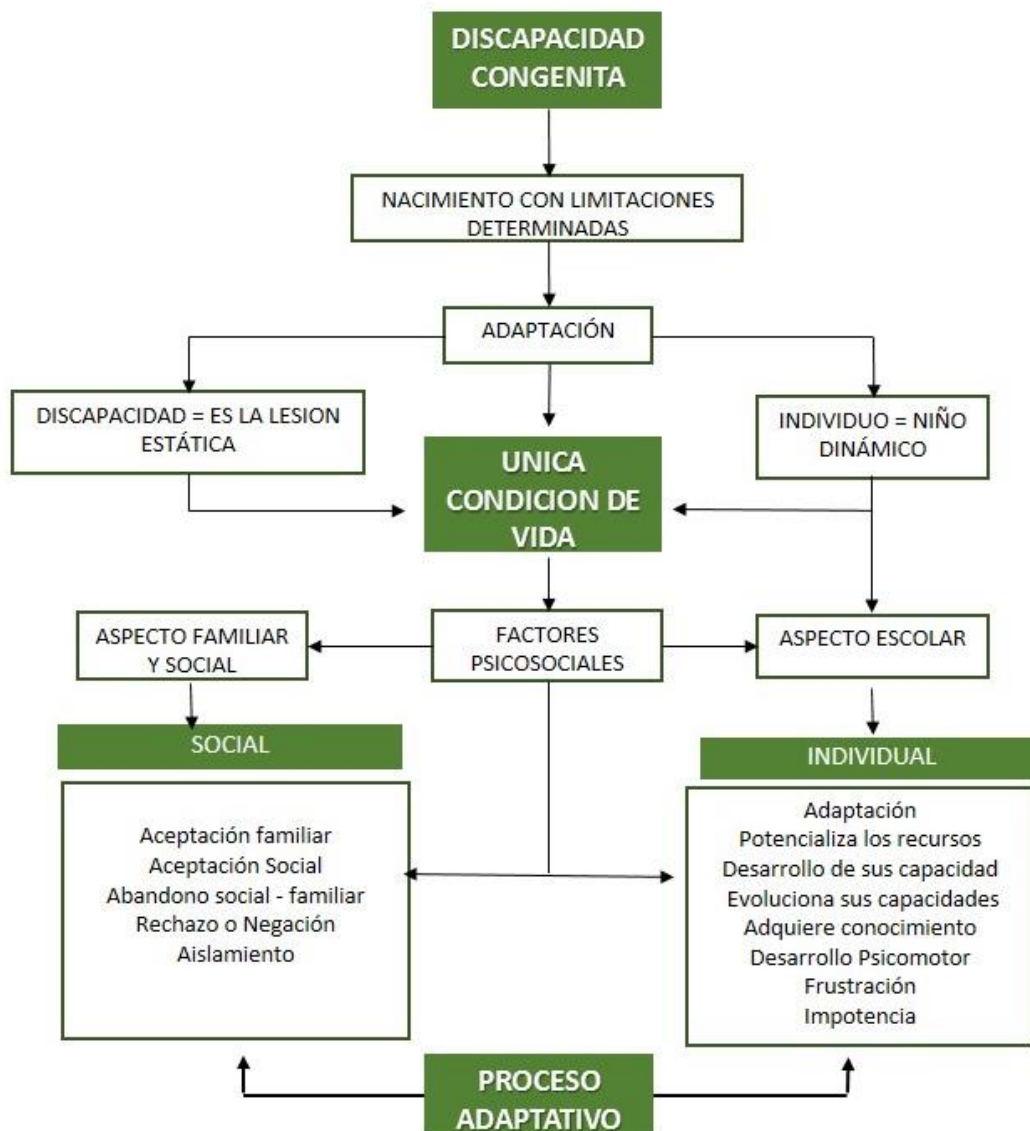 DISCAPACIDAD
CONGENITA
NACIMIENTO CON LIMITACIONES
DETERMINADAS
ADAPTACIÓN
DISCAPACIDAD = ES LA LESION
ESTÁTICA
INDIVIDUO = NIÑO
DINÁMICO
UNICA
CONDICION DE
VIDA
ASPECTO FAMILIAR
Y SOCIAL
FACTORES
PSICOSOCIALES
ASPECTO ESCOLAR
SOCIAL
Aceptación familiar
Aceptación Social
Abandono social - familiar
Rechazo o Negación
Aislamiento
INDIVIDUAL
Adaptación
Potencializa los recursos
Desarrollo de sus capacidad
Evoluciona sus capacidades
Adquiere conocimiento
Desarrollo Psicomotor
Frustración
Impotencia
PROCESO
ADAPTATIVO